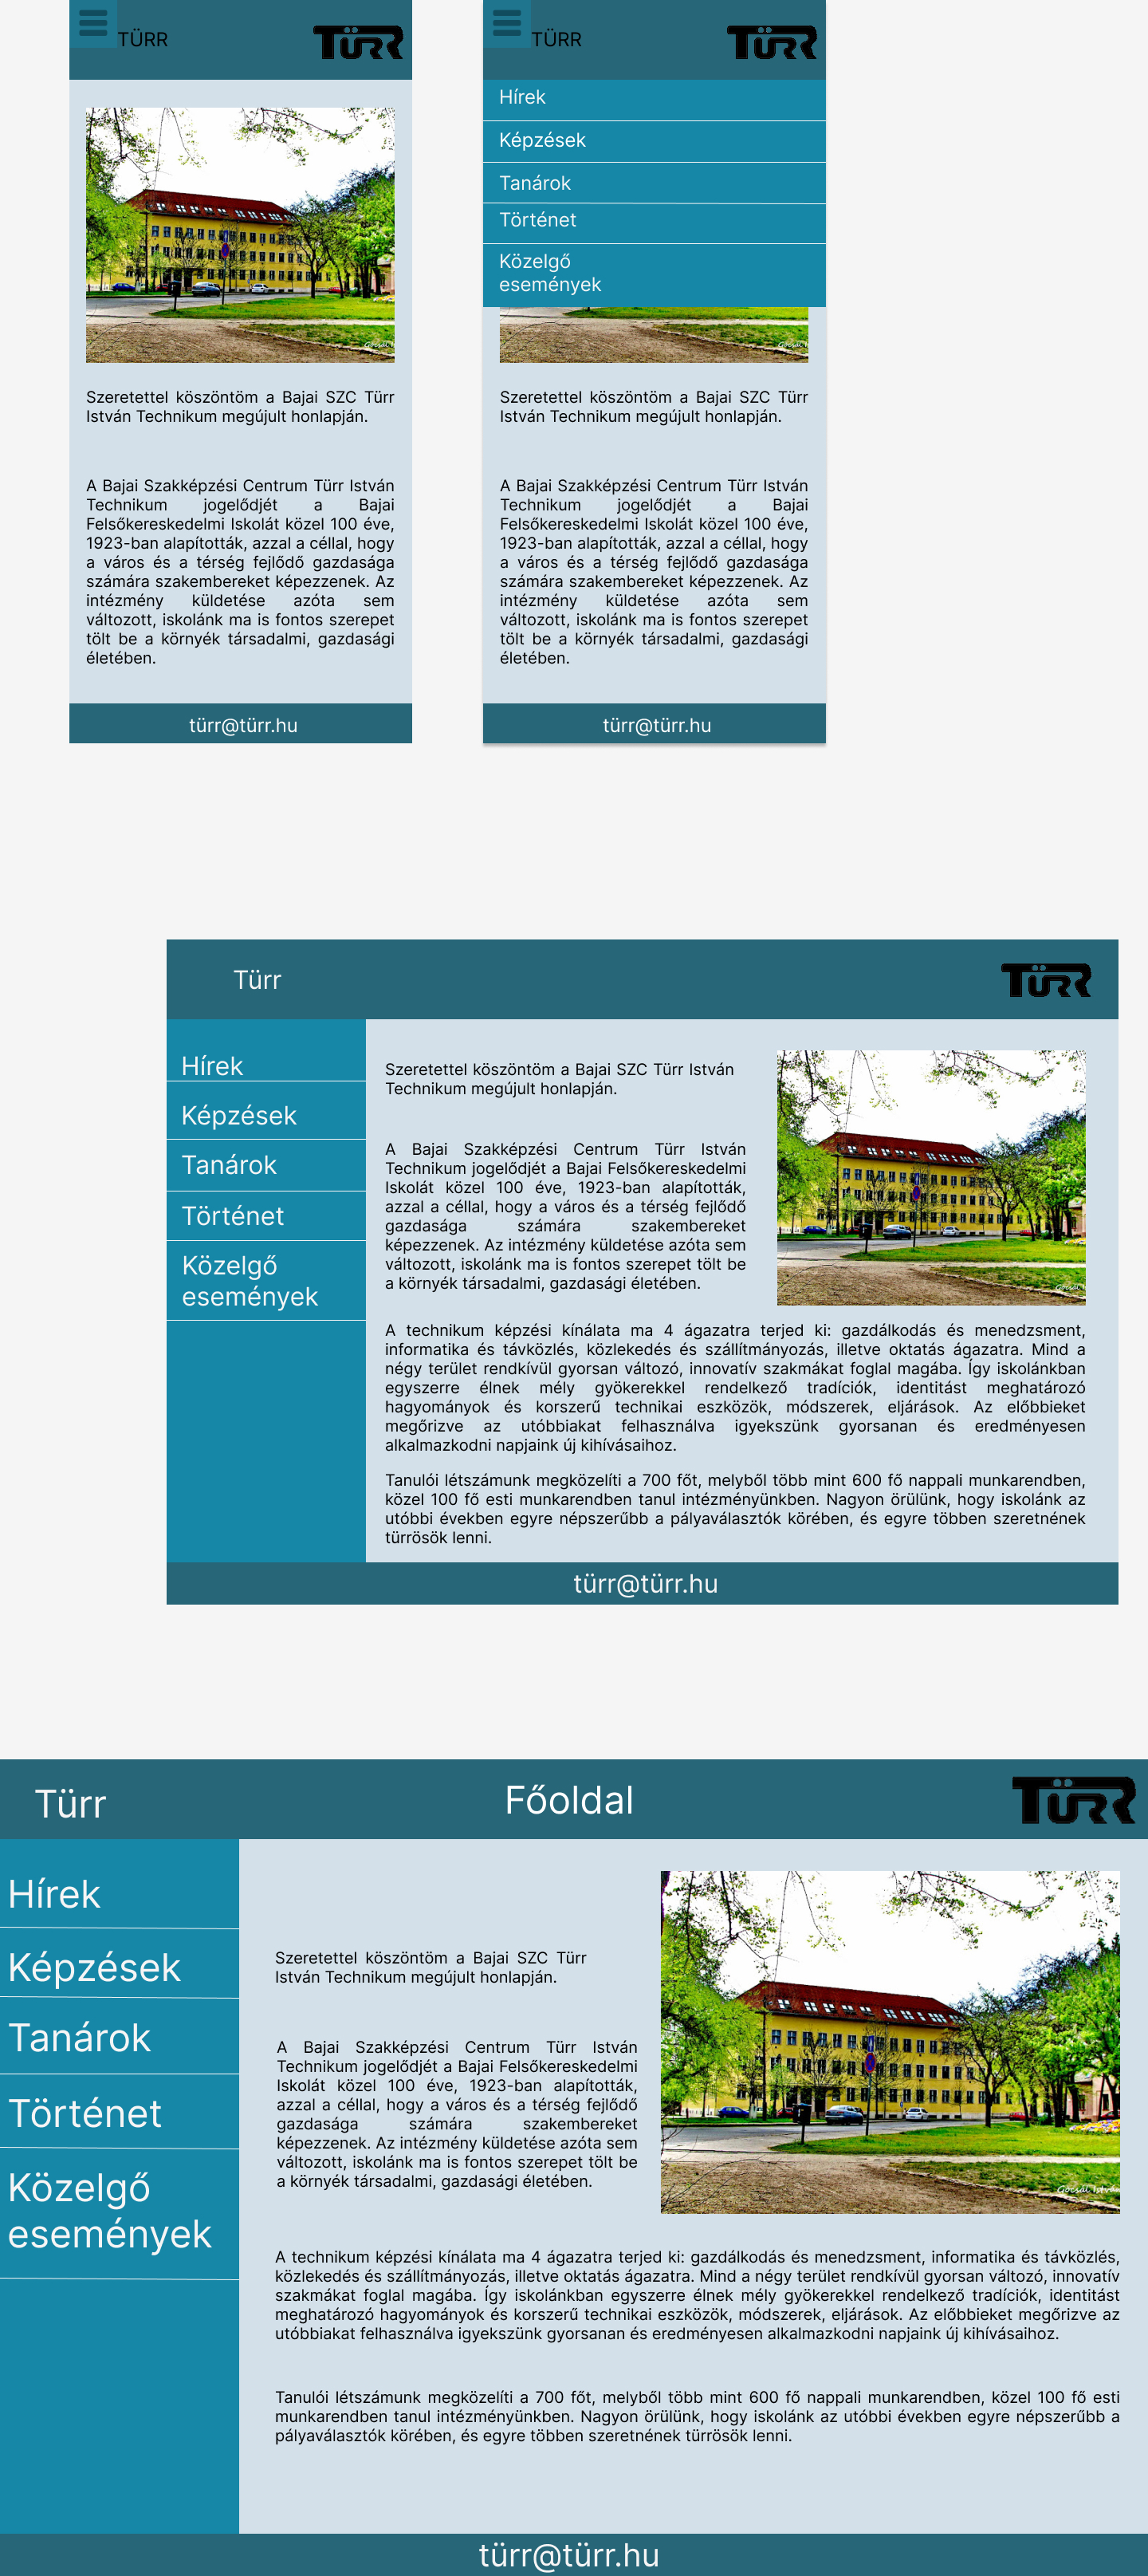 TÜRR
TÜRR
Szeretettel köszöntöm a Bajai SZC Türr
István Technikum megújult honlapján.
A Bajai Szakképzési Centrum Türr István
Technikum jogelődjét a Bajai
Felsőkereskedelmi Iskolát közel 100 éve,
1923-ban alapították, azzal a céllal, hogy
a város és a térség fejlődő gazdasága
számára szakembereket képezzenek. Az
intézmény küldetése azóta sem
változott, iskolánk ma is fontos szerepet
tölt be a környék társadalmi, gazdasági
életében.
türr@türr.hu
TÜRR
TÜRR
Hírek
Képzések
Tanárok
Történet
Közelgő
események
Szeretettel köszöntöm a Bajai SZC Türr
István Technikum megújult honlapján.
A Bajai Szakképzési Centrum Türr István
Technikum jogelődjét a Bajai
Felsőkereskedelmi Iskolát közel 100 éve,
1923-ban alapították, azzal a céllal, hogy
a város és a térség fejlődő gazdasága
számára szakembereket képezzenek. Az
intézmény küldetése azóta sem
változott, iskolánk ma is fontos szerepet
tölt be a környék társadalmi, gazdasági
életében.
türr@türr.hu
Türr
TÜRR
Hírek
Képzések
Tanárok
Történet
Közelgő
események
Szeretettel köszöntöm a Bajai SZC Türr István
Technikum megújult honlapján.
A Bajai Szakképzési Centrum Türr István
Technikum jogelődjét a Bajai Felsőkereskedelmi
Iskolát közel 100 éve, 1923-ban alapították,
azzal a céllal, hogy a város és a térség fejlődő
gazdasága számára szakembereket
képezzenek. Az intézmény küldetése azóta sem
változott, iskolánk ma is fontos szerepet tölt be
a környék társadalmi, gazdasági életében.
A technikum képzési kínálata ma 4 ágazatra terjed ki: gazdálkodás és menedzsment,
informatika és távközlés, közlekedés és szállítmányozás, illetve oktatás ágazatra. Mind a
négy terület rendkívül gyorsan változó, innovatív szakmákat foglal magába. Így iskolánkban
egyszerre élnek mély gyökerekkel rendelkező tradíciók, identitást meghatározó
hagyományok és korszerű technikai eszközök, módszerek, eljárások. Az előbbieket
megőrizve az utóbbiakat felhasználva igyekszünk gyorsanan és eredményesen
alkalmazkodni napjaink új kihívásaihoz.
Tanulói létszámunk megközelíti a 700 főt, melyből több mint 600 fő nappali munkarendben,
közel 100 fő esti munkarendben tanul intézményünkben. Nagyon örülünk, hogy iskolánk az
utóbbi években egyre népszerűbb a pályaválasztók körében, és egyre többen szeretnének
türrösök lenni.
türr@türr.hu
Türr
Főoldal
TÜRR
Hírek
Képzések
Tanárok
Történet
Közelgő
események
Szeretettel köszöntöm a Bajai SZC Türr
István Technikum megújult honlapján.
A Bajai Szakképzési Centrum Türr István
Technikum jogelődjét a Bajai Felsőkereskedelmi
Iskolát közel 100 éve, 1923-ban alapították,
azzal a céllal, hogy a város és a térség fejlődő
gazdasága számára szakembereket
képezzenek. Az intézmény küldetése azóta sem
változott, iskolánk ma is fontos szerepet tölt be
a környék társadalmi, gazdasági életében.
Gócsal István
A technikum képzési kínálata ma 4 ágazatra terjed ki: gazdálkodás és menedzsment, informatika és távközlés,
közlekedés és szállítmányozás, illetve oktatás ágazatra. Mind a négy terület rendkívül gyorsan változó, innovatív
szakmákat foglal magába. Így iskolánkban egyszerre élnek mély gyökerekkel rendelkező tradíciók, identitást
meghatározó hagyományok és korszerű technikai eszközök, módszerek, eljárások. Az előbbieket megőrizve az
utóbbiakat felhasználva igyekszünk gyorsanan és eredményesen alkalmazkodni napjaink új kihívásaihoz.
Tanulói létszámunk megközelíti a 700 főt, melyből több mint 600 fő nappali munkarendben, közel 100 fő esti
munkarendben tanul intézményünkben. Nagyon örülünk, hogy iskolánk az utóbbi években egyre népszerűbb a
pályaválasztók körében, és egyre többen szeretnének türrösök lenni.
türr@türr.hu